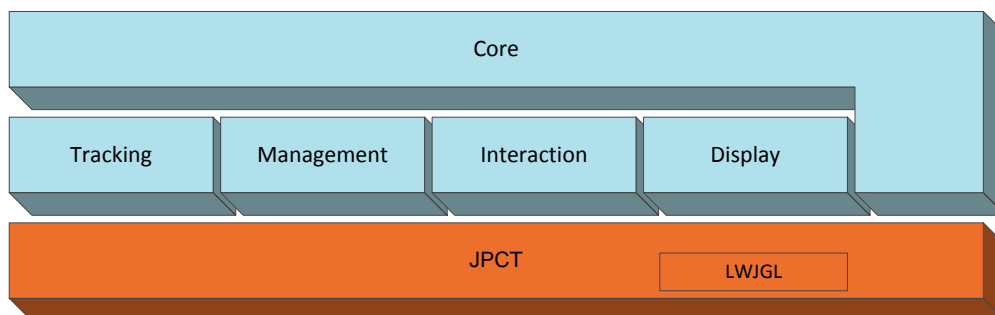 Core
Tracking
Management
Interaction
Display
JPCT
LWJGL